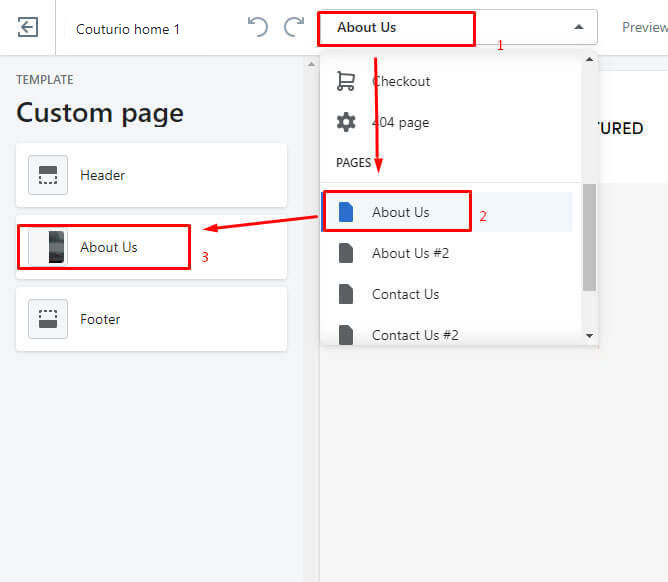 Couturio home 1
About Us
1
Preview
TEMPLATE
Custom page
Header
About Us
3
Footer
Checkout
404 page
PAGES
About Us
2
About Us #2
Contact Us
Contact Us #2
TURED